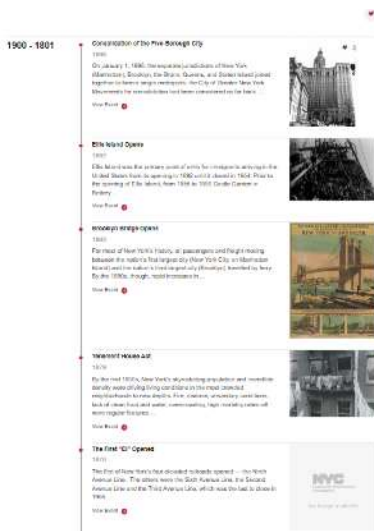 1900 - 1801
Consolidation of the Five-Borough City
1898
On January 1, 1898, the separate jurisdictions of New York
(Manhattan), Brooklyn, the Bronx, Queens, and Staten Island joined
together to form a single metropolis: the City of Greater New York.
Movements for consolidation had been considered as far back
View Event
Ellis Island Opens
1892
Ellis Island was the primary point of entry for immigrants arriving in the
United States from its opening in 1892 until it closed in 1954. Prior to
the opening of Ellis Island, from 1855 to 1890 Castle Garden in
Battery
View Event
Brooklyn Bridge Opens
1883
For most of New York's history, all passengers and freight moving
between the nation's first largest city (New York City, on Manhattan
Island) and the nation's third largest city (Brooklyn) travelled by ferry.
By the 1850s, though, rapid increases in...
View Event
NEW YORK
BROOKLYN
Tenement House Act
1879
By the mid 1800s, New York's skyrocketing population and
density were driving living conditions in the most crowded
neighborhoods to new depths. Fire, disease, unsanitary conditions,
lack of clean food and water, overcrowding, high mortality rates all
were regular features
View Event
The First "El" Opened
1870
The first of New York's four elevated railroads opened — the Ninth
Avenue Line. The others were the Sixth Avenue Line, the Second
Avenue Line and the Third Avenue Line, which was the last to close in
1955.
View Event
NYC